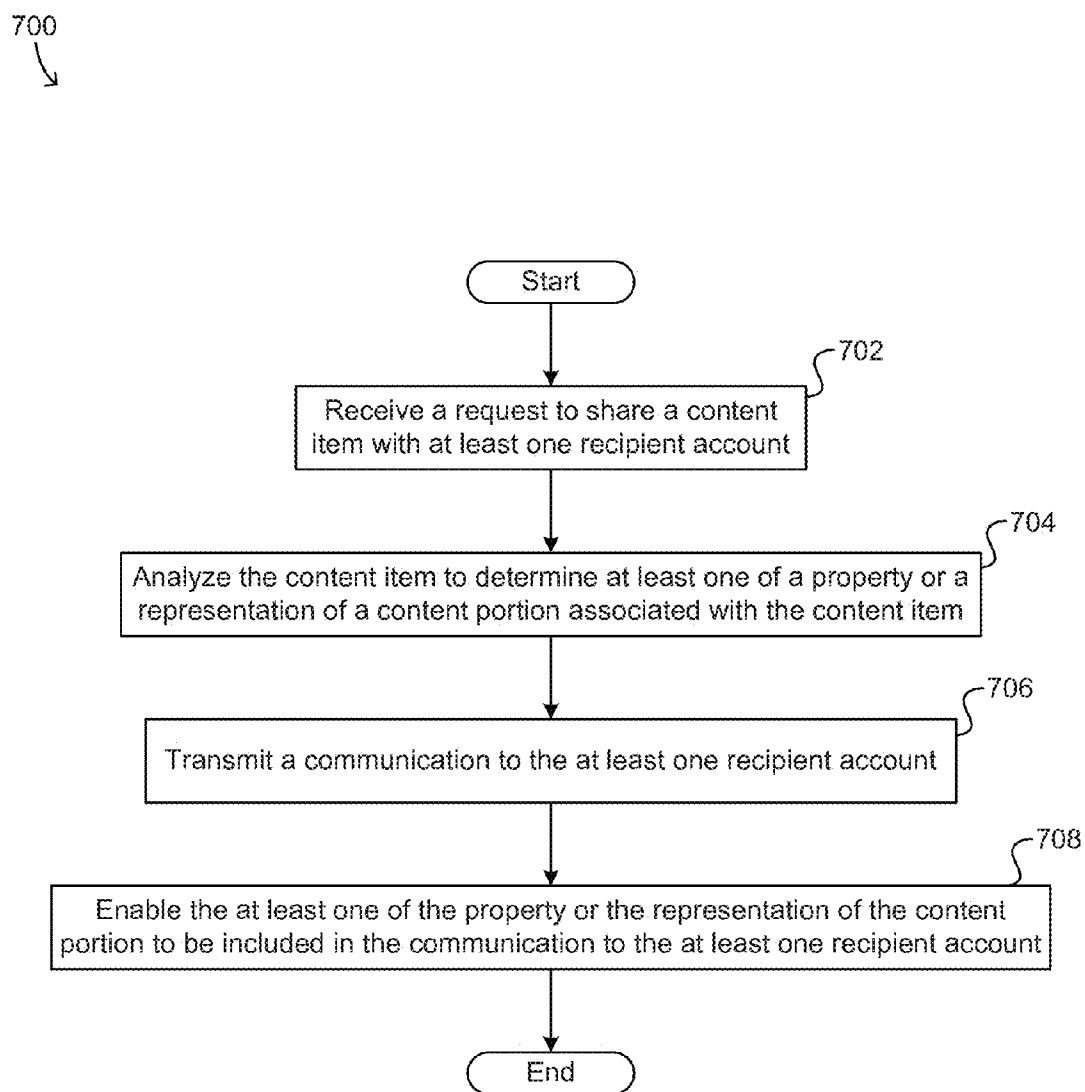 700
Start
702
Receive a request to share a content
item with at least one recipient account
704
Analyze the content item to determine at least one of a property or a
representation of a content portion associated with the content item
706
Transmit a communication to the at least one recipient account
708
Enable the at least one of the property or the representation of the content
portion to be included in the communication to the at least one recipient account
End